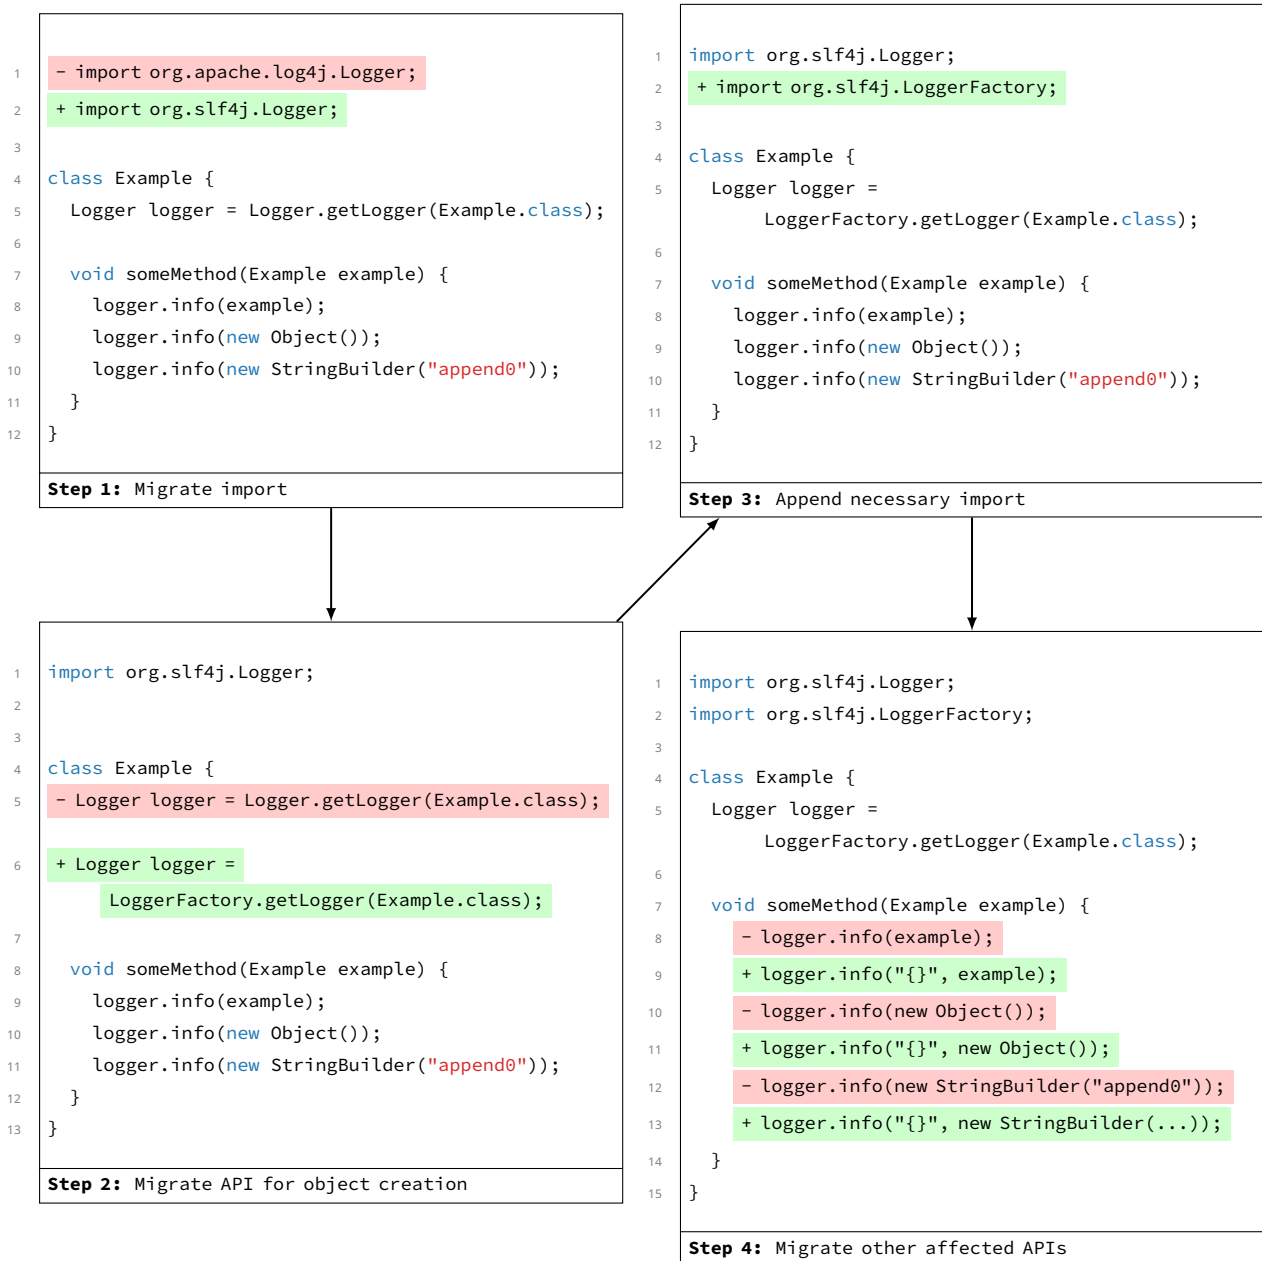 1 - import org.apache.log4j.Logger;
2 + import org.slf4j.Logger;
3
4 class Example {
5 Logger logger = Logger.getLogger(Example.class);
6
7 void someMethod(Example example) {
8 logger.info(example);
9 logger.info(new Object());
10 logger.info(new StringBuilder("append0"));
11 }
12 }
Step 1: Migrate import
1 import org.slf4j.Logger;
2
3
4 class Example {
5 - Logger logger = Logger.getLogger(Example.class);
6 + Logger logger =
LoggerFactory.getLogger(Example.class);
7
8 void someMethod(Example example) {
9 logger.info(example);
10 logger.info(new Object());
11 logger.info(new StringBuilder("append0"));
12 }
13 }
Step 2: Migrate API for object creation
1 import org.slf4j.Logger;
2 + import org.slf4j.LoggerFactory;
3
4 class Example {
5 Logger logger =
LoggerFactory.getLogger(Example.class);
6
7 void someMethod(Example example) {
8 logger.info(example);
9 logger.info(new Object());
10 logger.info(new StringBuilder("append0"));
11 }
12 }
Step 3: Append necessary import
1 import org.slf4j.Logger;
2 import org.slf4j.LoggerFactory;
3
4 class Example {
5 Logger logger =
LoggerFactory.getLogger(Example.class);
6
7 void someMethod(Example example) {
8 - logger.info(example);
9 + logger.info("{}", example);
10 - logger.info(new Object());
11 + logger.info("{}", new Object());
12 - logger.info(new StringBuilder("append0"));
13 + logger.info("{}", new StringBuilder(...));
14 }
15 }
Step 4: Migrate other affected APIs